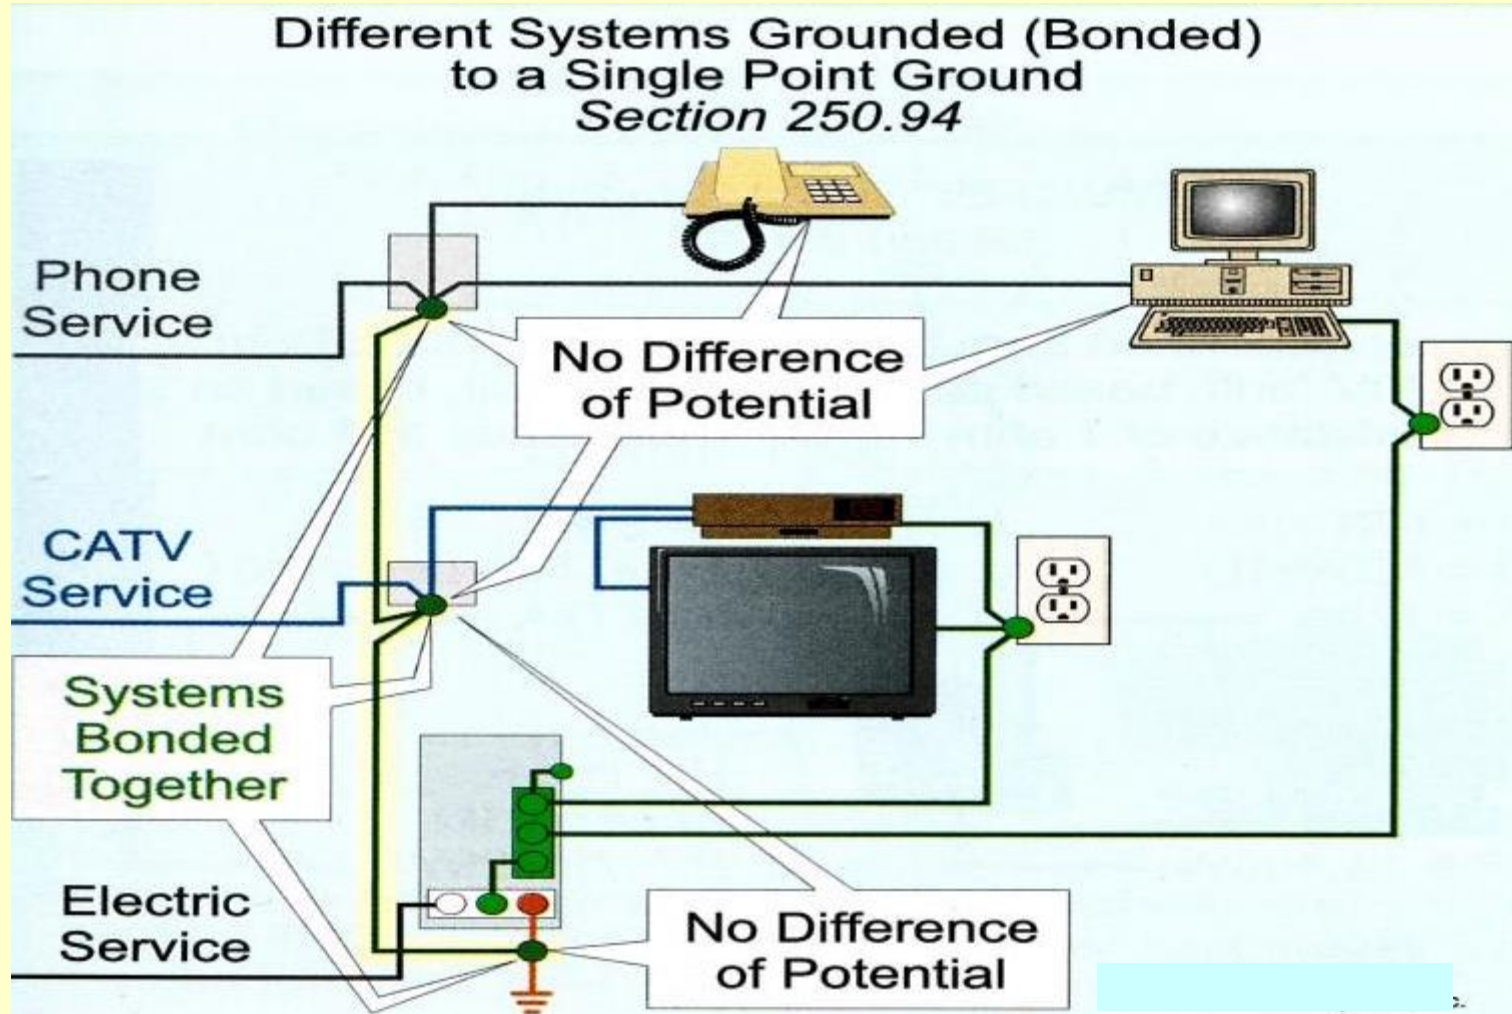 Different Systems Grounded (Bonded)
to a Single Point Ground
Section 250.94
Phone
Service
No Difference
of Potential
CATV
Service
Systems
Bonded
Together
Electric
Service
No Difference
of Potential
c.